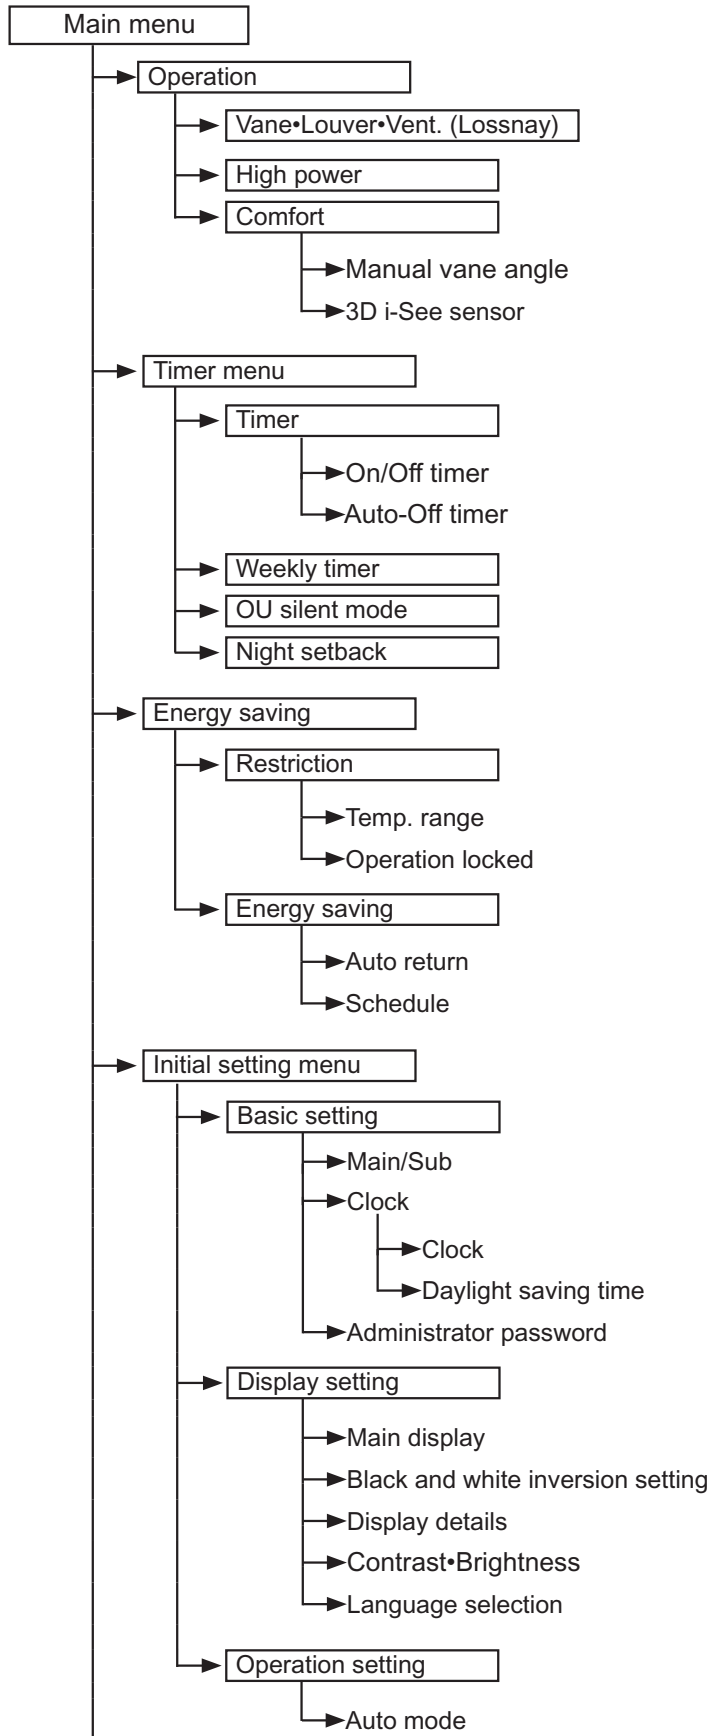 Main menu
Operation
Vane•Louver•Vent. (Lossnay)
High power
Comfort
Manual vane angle
3D i-See sensor
Timer menu
Timer
On/Off timer
Auto-Off timer
Weekly timer
OU silent mode
Night setback
Energy saving
Restriction
Temp. range
Operation locked
Energy saving
Auto return
Schedule
Initial setting menu
Basic setting
Main/Sub
Clock
Clock
Daylight saving time
Administrator password
Display setting
Main display
Black and white inversion setting
Display details
Contrast•Brightness
Language selection
Operation setting
Auto mode